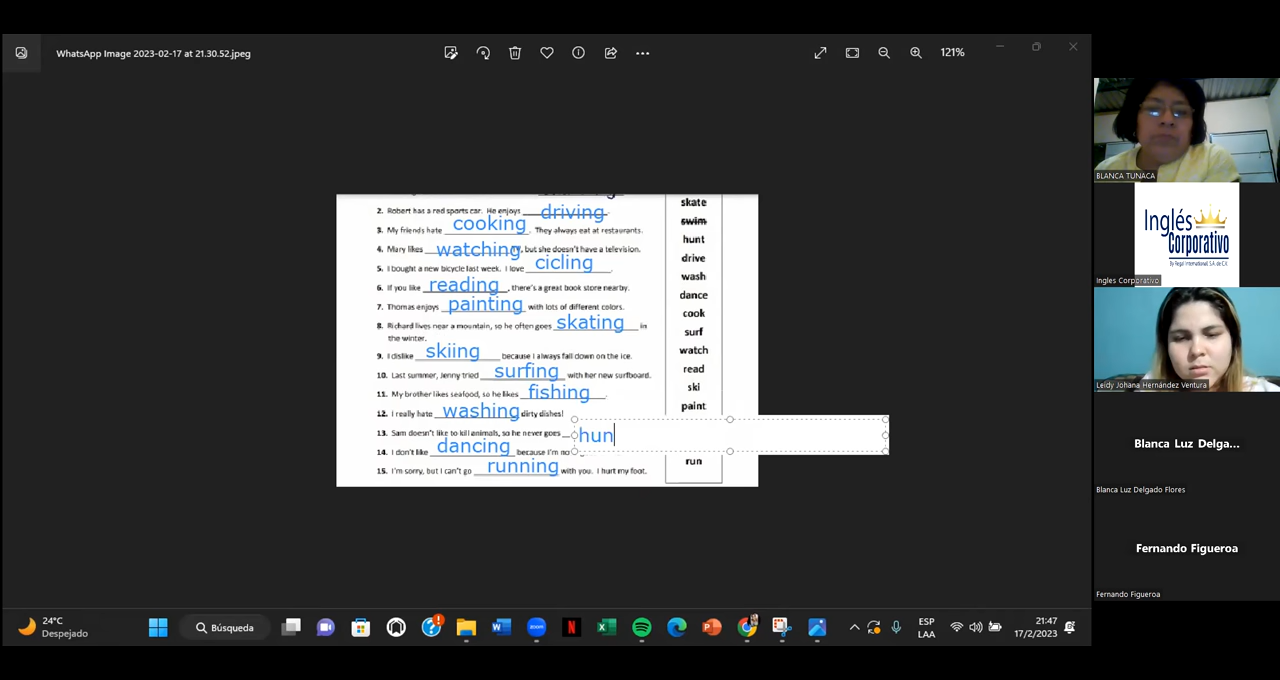 WhatsApp Image 2023-02-17 at 21.30.52.jpeg
121%
2. Robert has a red sports car. He enjoys driving.
3. My friends hate cooking. They always eat at restaurants.
4. Mary likes watching, but she doesn't have a television.
5. I bought a new bicycle last week. I love cicling.
6. If you like reading, there's a great book store nearby.
7. Thomas enjoys painting with lots of different colors.
8. Richard lives near a mountain, so he often goes skating in
the winter.
9. I dislike skiing because I always fall down on the ice.
10. Last summer, Jenny tried surfing with her new surfboard.
11. My brother likes seafood, so he likes fishing.
12. I really hate washing dirty dishes!
13. Sam doesn't like to kill animals, so he never goes hun
14. I don't like dancing because I'm no
15. I'm sorry, but I can't go running with you. I hurt my foot.
skate
swim
hunt
drive
wash
dance
cook
surf
watch
read
ski
paint
run
BLANCA TUNACA
Inglés
Corporativo
By Regal International S.A. de C.V.
Ingles Corporativo
Leidy Johana Hernández Ventura
Blanca Luz Delga...
Blanca Luz Delgado Flores
Fernando Figueroa
Fernando Figueroa
24°C
Despejado
Búsqueda
zoom
ESP
LAA
21:47
17/2/2023